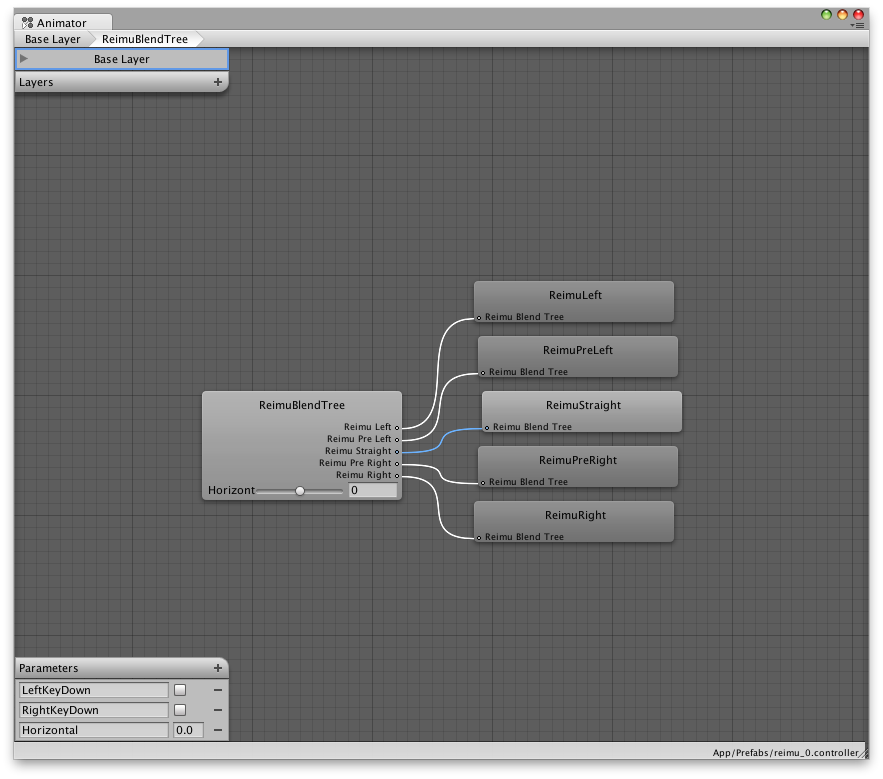 Animator
Base Layer
ReimuBlendTree
Base Layer
Layers
ReimuLeft
Reimu Blend Tree
ReimuPreLeft
Reimu Blend Tree
ReimuBlendTree
Reimu Left
Reimu Pre Left
Reimu Straight
Reimu Pre Right
Reimu Right
Horizont
0
ReimuStraight
Reimu Blend Tree
ReimuPreRight
Reimu Blend Tree
ReimuRight
Reimu Blend Tree
Parameters
LeftKeyDown
RightKeyDown
Horizontal 0.0
App/Prefabs/reimu_0.controller